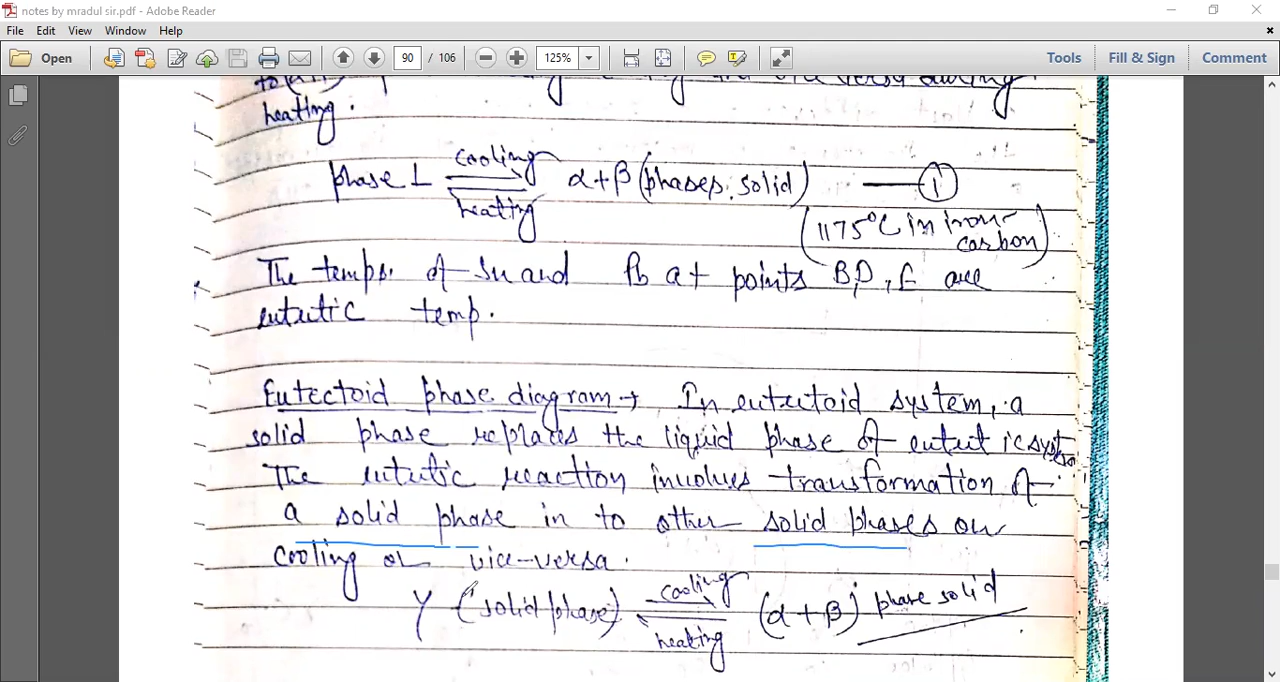 notes by mradul sir.pdf - Adobe Reader
File Edit View Window Help
Open 90 / 106 125% Tools Fill & Sign Comment
heating.
phase L cooling heating α+β (phases, solid) —— 1
(1175°C in iron-carbon)
The temps. of Sn and Pb at points B, D, E are
eutectic temp.
Eutectoid phase diagram → In eutectoid system, a
solid phase replaces the liquid phase of eutectic system
The eutectic reaction involves transformation of
a solid phase in to other solid phases on
cooling or vice-versa.
γ (solid phase) cooling heating (α+β) phase solid